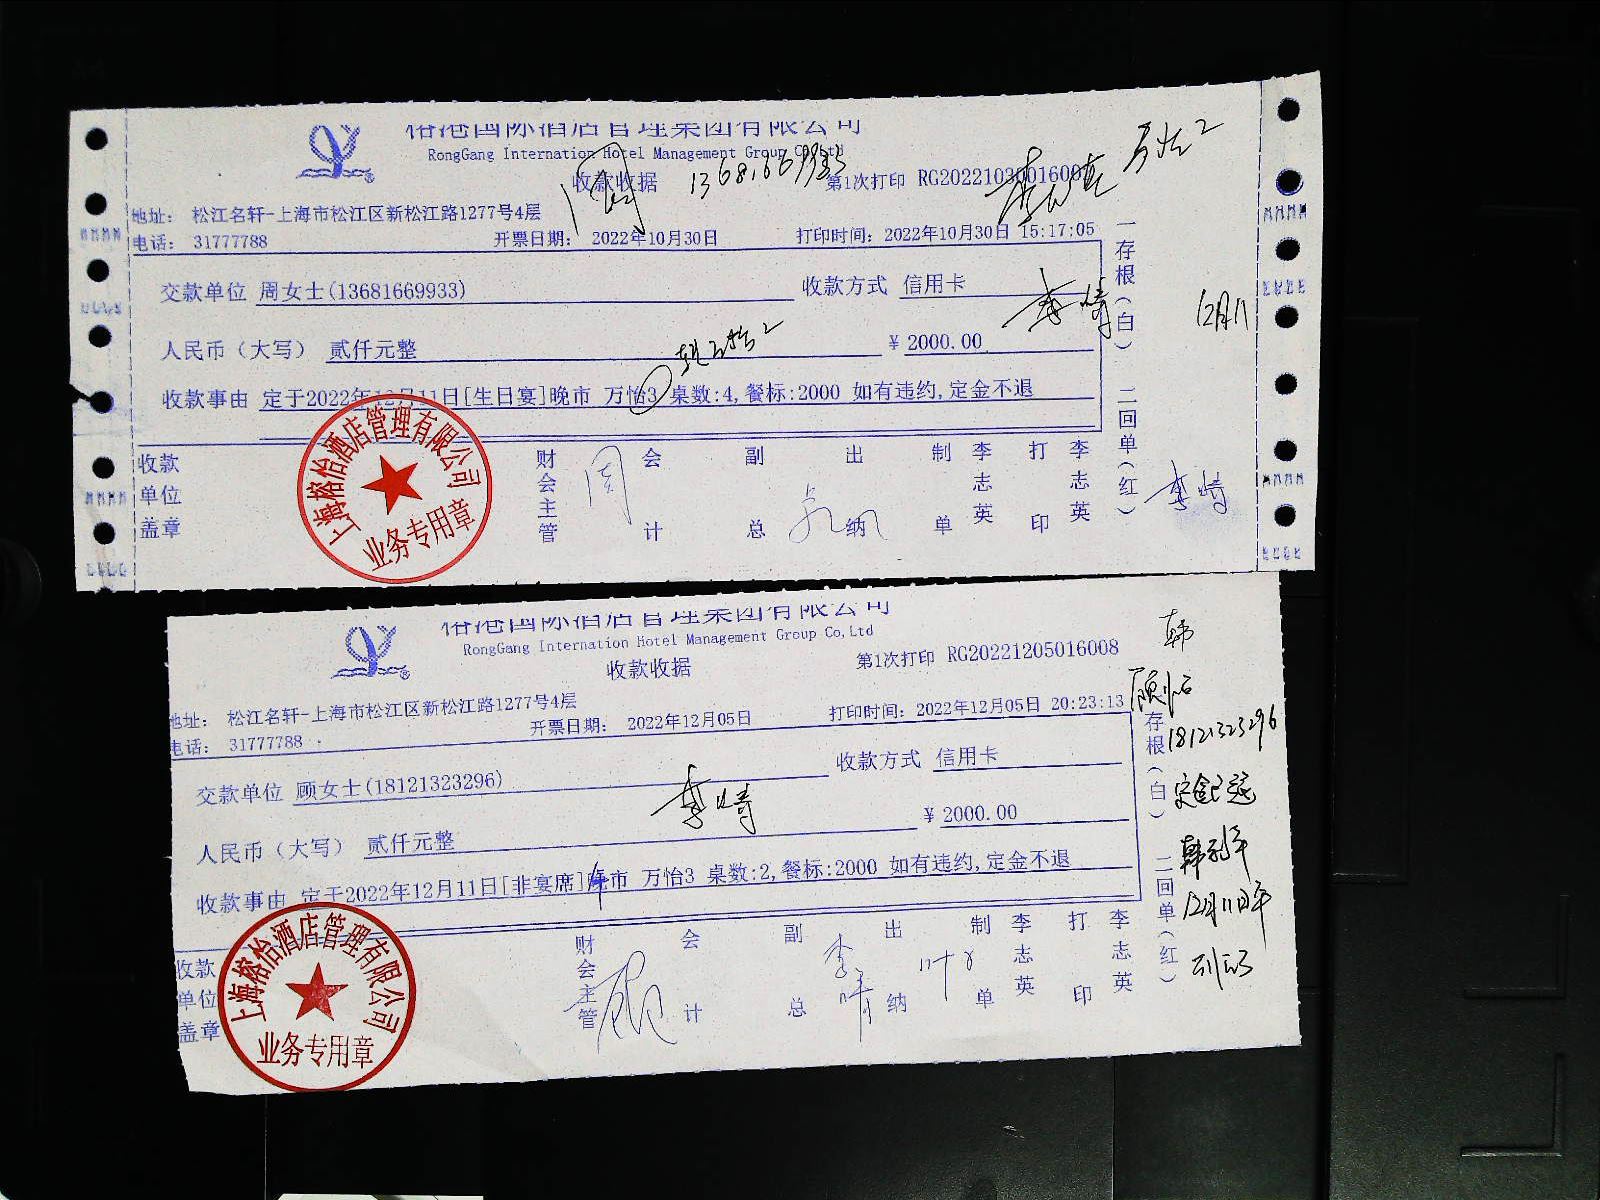 榕港国际酒店管理集团有限公司
RongGang Internation Hotel Management Group Co,Ltd
收款收据 第1次打印
地址： 松江名轩-上海市松江区新松江路1277号4层
电话： 31777788 开票日期： 2022年10月30日 打印时间：2022年10月30日 15:17:05
交款单位 周女士(13681669933) 收款方式 信用卡
李崎
12月11
人民币（大写） 贰仟元整 ￥2000.00
收款事由 定于2022年12月11日[生日宴]晚市 万怡3 桌数:4,餐标:2000 如有违约,定金不退
一存根(白) 二回单(红)
收款单位盖章 财会主管 会计 副总 出纳 制单 李志英 打印 李志英
周
李崎
上海榕怡酒店管理有限公司
业务专用章
榕港国际酒店管理集团有限公司
RongGang Internation Hotel Management Group Co,Ltd
收款收据 第1次打印 RG20221205016008
地址： 松江名轩-上海市松江区新松江路1277号4层
电话： 31777788 开票日期： 2022年12月05日 打印时间：2022年12月05日 20:23:13
交款单位 顾女士(18121323296) 收款方式 信用卡
李崎
人民币（大写） 贰仟元整 ￥2000.00
收款事由 定于2022年12月11日[非宴席] 市 万怡3 桌数:2,餐标:2000 如有违约,定金不退
存根(白) 二回单(红)
韩
18121323296
12月11日午
收款单位盖章 财会主管 会计 副总 出纳 制单 李志英 打印 李志英
顾
上海榕怡酒店管理有限公司
业务专用章